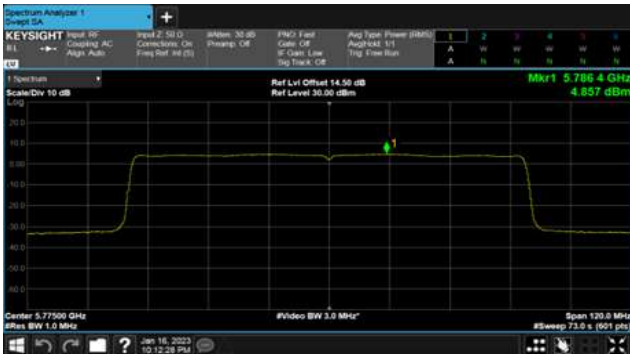 Spectrum Analyzer 1
Swept SA
+
KEYSIGHT Input: RF Input Z: 50 Ω #Atten: 30 dB PNO: Fast Avg Type: Power (RMS) 1 2 3 4 5 6
RL Coupling: AC Corrections: On Preamp: Off Gate: Off Avg|Hold: 1/1 A W W W W W
Align: Auto Freq Ref: Int (S) IF Gain: Low Trig: Free Run A N N N N N
Sig Track: Off
LV
1 Spectrum
Ref Lvl Offset 14.50 dB Mkr1 5.786 4 GHz
Scale/Div 10 dB Ref Level 30.00 dBm 4.857 dBm
Log
20.0
10.0
0.00
-10.0
-20.0
-30.0
-40.0
-50.0
-60.0
1
Center 5.77500 GHz #Video BW 3.0 MHz* Span 120.0 MHz
#Res BW 1.0 MHz #Sweep 73.0 s (601 pts)
? Jan 16, 2023
10:12:28 PM